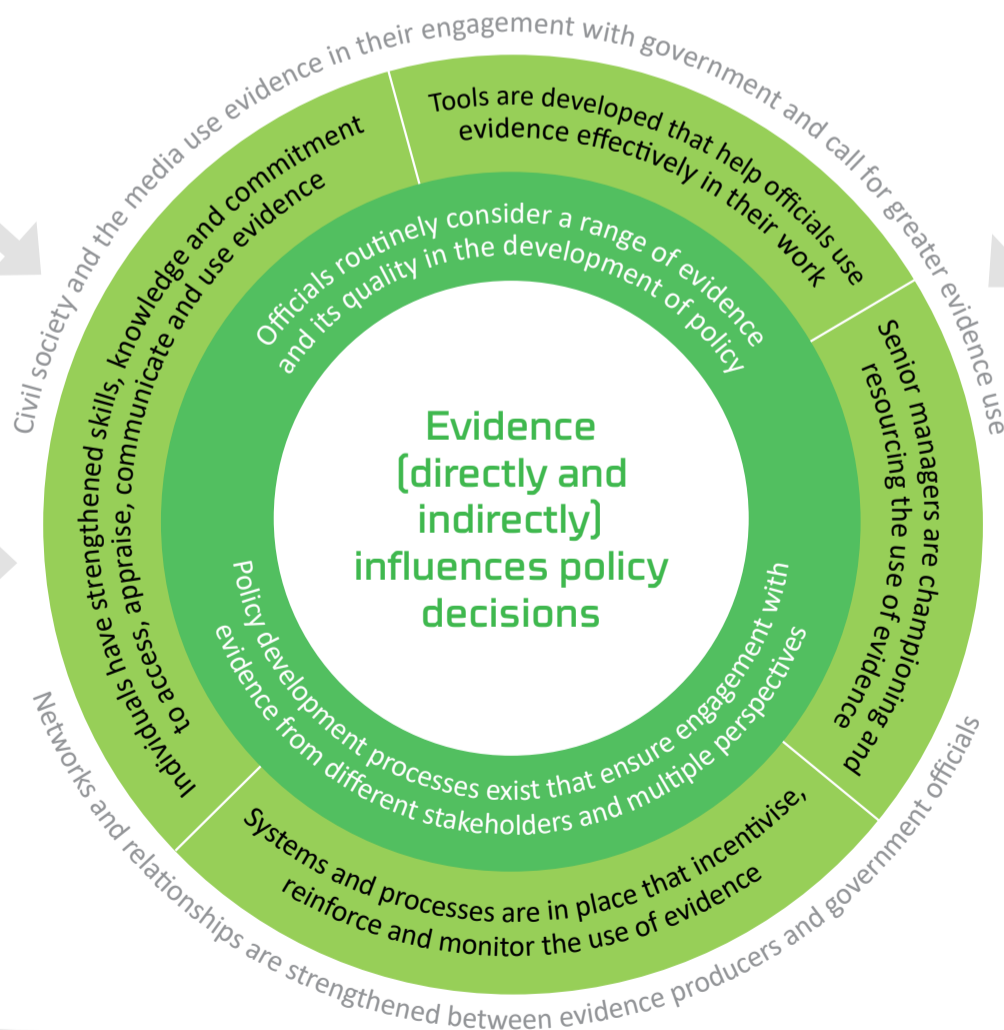 Civil society and the media use evidence in their engagement with government and call for greater evidence use
Tools are developed that help officials use
evidence effectively in their work
Senior managers are championing and
resourcing the use of evidence
Systems and processes are in place that incentivise,
reinforce and monitor the use of evidence
Individuals have strengthened skills, knowledge and commitment
to access, appraise, communicate and use evidence
Officials routinely consider a range of evidence
and its quality in the development of policy
Evidence
(directly and
indirectly)
influences policy
decisions
Policy development processes exist that ensure engagement with
evidence from different stakeholders and multiple perspectives
Networks and relationships are strengthened between evidence producers and government officials